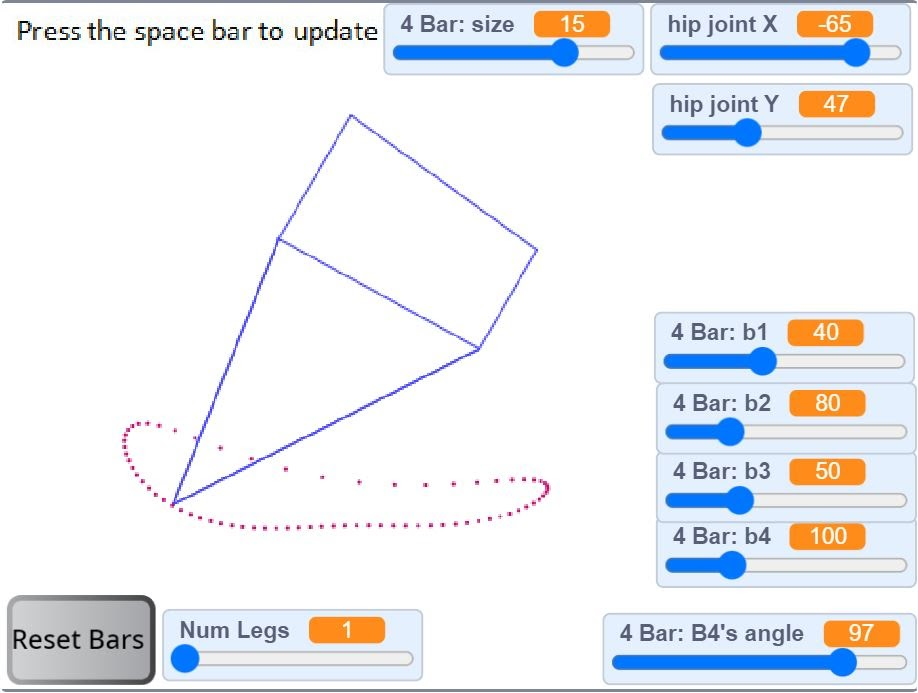 Press the space bar to update
4 Bar: size 15
hip joint X -65
hip joint Y 47
4 Bar: b1 40
4 Bar: b2 80
4 Bar: b3 50
4 Bar: b4 100
Reset Bars
Num Legs 1
4 Bar: B4's angle 97